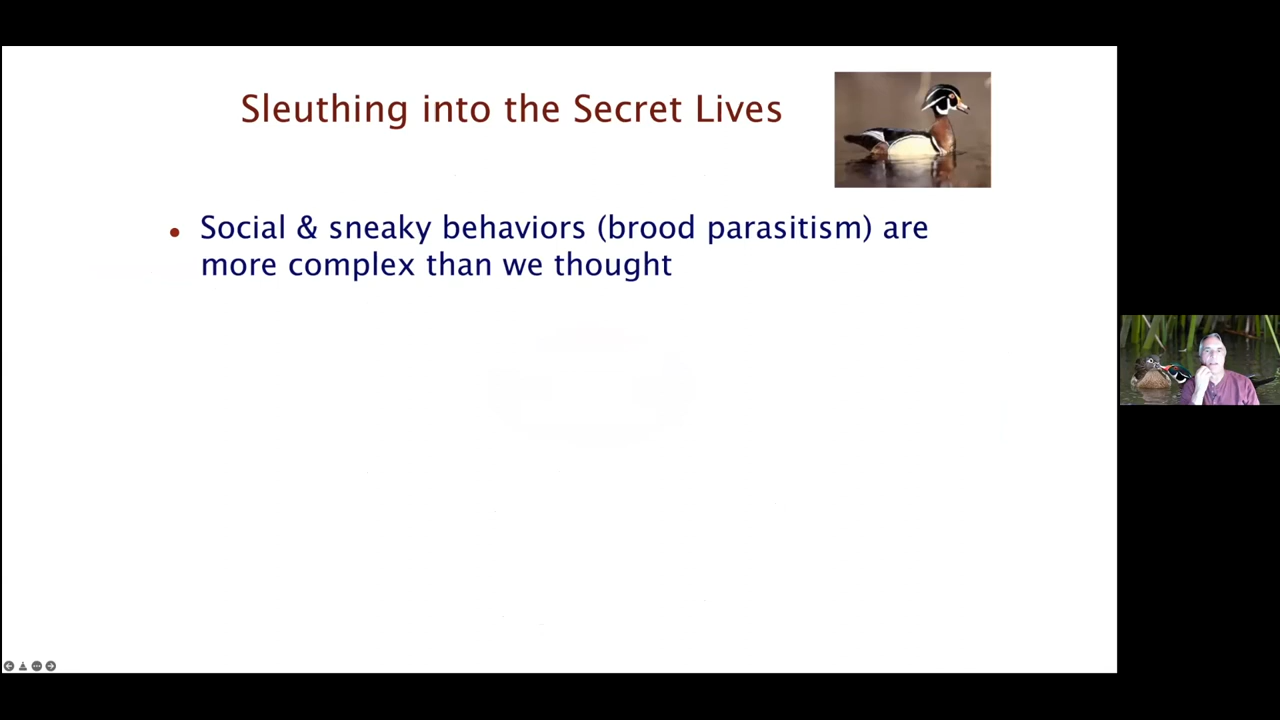 Sleuthing into the Secret Lives
• Social & sneaky behaviors (brood parasitism) are
more complex than we thought